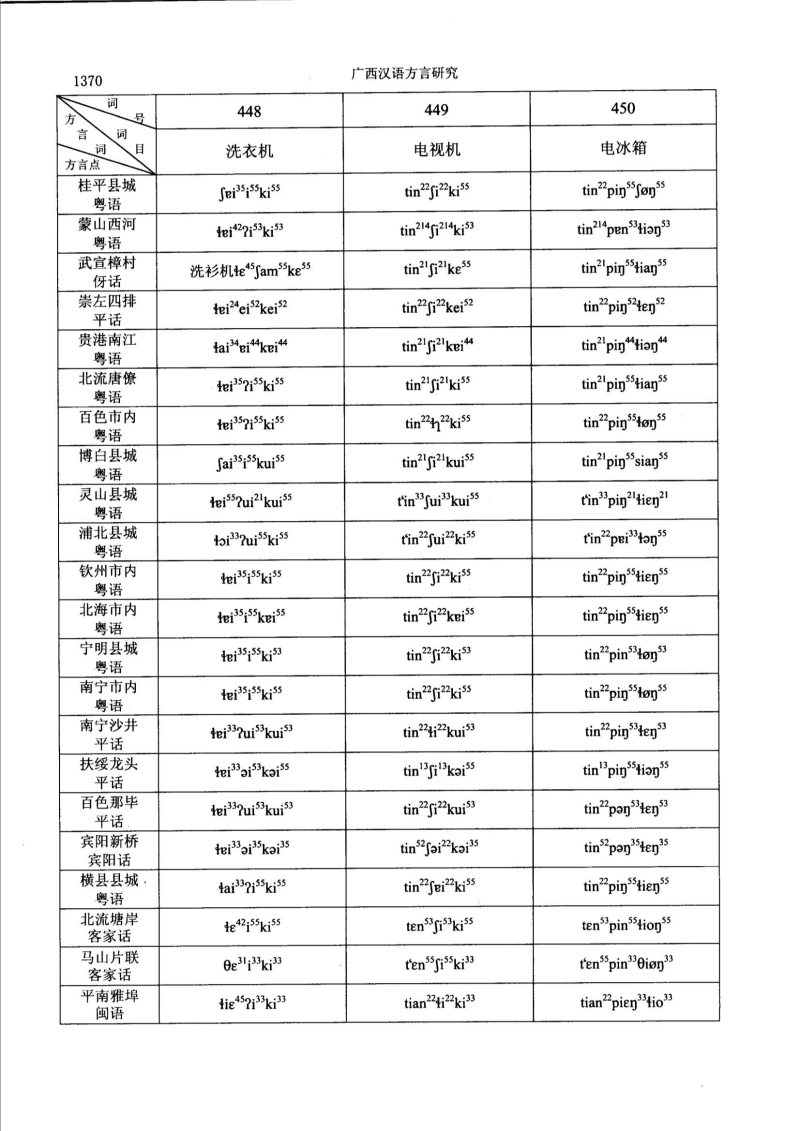 1370
广西汉语方言研究
词号 448 449 450
方言词 词目 方言点 洗衣机 电视机 电冰箱
桂平县城 粤语 ʃɐi³⁵i⁵⁵ki⁵⁵ tin²²ʃi²²ki⁵⁵ tin²²piŋ⁵⁵ʃøŋ⁵⁵
蒙山西河 粤语 ɬɐi⁴²ʔi⁵³ki⁵³ tin²¹⁴ʃi²¹⁴ki⁵³ tin²¹⁴pɐn⁵³ɬiəŋ⁵³
武宣樟村 伢话 洗衫机ɬɛ⁴⁵ʃam⁵⁵kɛ⁵⁵ tin²¹ʃi²¹kɛ⁵⁵ tin²¹piŋ⁵⁵ɬiaŋ⁵⁵
崇左四排 平话 ɬɐi²⁴ei⁵²kei⁵² tin²²ʃi²²kei⁵² tin²²piŋ⁵²ɬɛŋ⁵²
贵港南江 粤语 ɬai³⁴ɐi⁴⁴kɐi⁴⁴ tin²¹ʃi²¹kɐi⁴⁴ tin²¹piŋ⁴⁴ɬiəŋ⁴⁴
北流唐僚 粤语 ɬɐi³⁵ʔi⁵⁵ki⁵⁵ tin²¹ʃi²¹ki⁵⁵ tin²¹piŋ⁵⁵ɬiaŋ⁵⁵
百色市内 粤语 ɬɐi³⁵ʔi⁵⁵ki⁵⁵ tin²²ɬɿ²²ki⁵⁵ tin²²piŋ⁵⁵ɬøŋ⁵⁵
博白县城 粤语 ʃai³⁵i⁵⁵kui⁵⁵ tin²¹ʃi²¹kui⁵⁵ tin²¹piŋ⁵⁵siaŋ⁵⁵
灵山县城 粤语 ɬɐi⁵⁵ʔui²¹kui⁵⁵ tʻin³³ʃui³³kui⁵⁵ tʻin³³piŋ²¹ɬiɛŋ²¹
浦北县城 粤语 ɬɔi³³ʔui⁵⁵ki⁵⁵ tʻin²²ʃui²²ki⁵⁵ tʻin²²pɐi³³ɬəŋ⁵⁵
钦州市内 粤语 ɬɐi³⁵i⁵⁵ki⁵⁵ tin²²ʃi²²ki⁵⁵ tin²²piŋ⁵⁵ɬiɛŋ⁵⁵
北海市内 粤语 ɬɐi³⁵i⁵⁵kɐi⁵⁵ tin²²ʃi²²kɐi⁵⁵ tin²²piŋ⁵⁵ɬiɛŋ⁵⁵
宁明县城 粤语 ɬɐi³⁵i⁵⁵ki⁵³ tin²²ʃi²²ki⁵³ tin²²pin⁵³ɬøŋ⁵³
南宁市内 粤语 ɬɐi³⁵i⁵⁵ki⁵⁵ tin²²ʃi²²ki⁵⁵ tin²²piŋ⁵⁵ɬøŋ⁵⁵
南宁沙井 平话 ɬɐi³³ʔui⁵³kui⁵³ tin²²ɬi²²kui⁵³ tin²²piŋ⁵³ɬɛŋ⁵³
扶绥龙头 平话 ɬɐi³³əi⁵³kəi⁵⁵ tin¹³ʃi¹³kəi⁵⁵ tin¹³piŋ⁵⁵ɬiəŋ⁵⁵
百色那毕 平话 ɬɐi³³ʔui⁵³kui⁵³ tin²²ʃi²²kui⁵³ tin²²pəŋ⁵³ɬɛŋ⁵³
宾阳新桥 宾阳话 ɬɐi³³əi³⁵kəi³⁵ tin⁵²ʃəi²²kəi³⁵ tin⁵²pəŋ³⁵ɬɛŋ³⁵
横县县城 粤语 ɬai³³ʔi⁵⁵ki⁵⁵ tin²²ʃɐi²²ki⁵⁵ tin²²piŋ⁵⁵ɬiɛŋ⁵⁵
北流塘岸 客家话 ɬɛ⁴²i⁵⁵ki⁵⁵ tɛn⁵³ʃi⁵³ki⁵⁵ tɛn⁵³pin⁵⁵ɬioŋ⁵⁵
马山片联 客家话 θɛ³¹i³³ki³³ tʻɛn⁵⁵ʃi⁵⁵ki³³ tʻɛn⁵⁵pin³³θiøŋ³³
平南雅埠 闽语 ɬiɛ⁴⁵ʔi³³ki³³ tian²²ɬi²²ki³³ tian²²piɛŋ³³ɬio³³